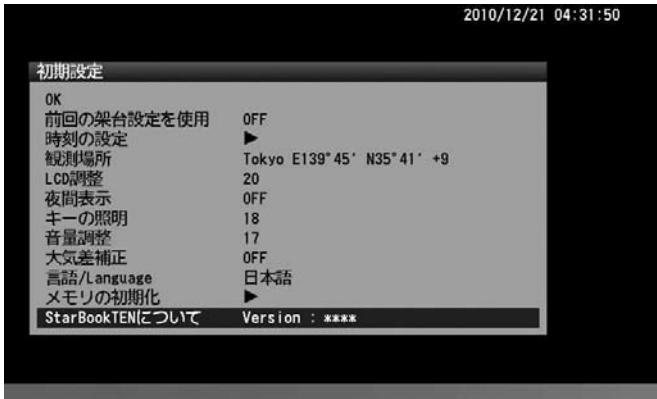 2010/12/21 04:31:50
初期設定
OK
前回の架台設定を使用 OFF
時刻の設定 ▶
観測場所 Tokyo E139°45′ N35°41′ +9
LCD調整 20
夜間表示 OFF
キーの照明 18
音量調整 17
大気差補正 OFF
言語/Language 日本語
メモリの初期化 ▶
StarBookTENについて Version : ****